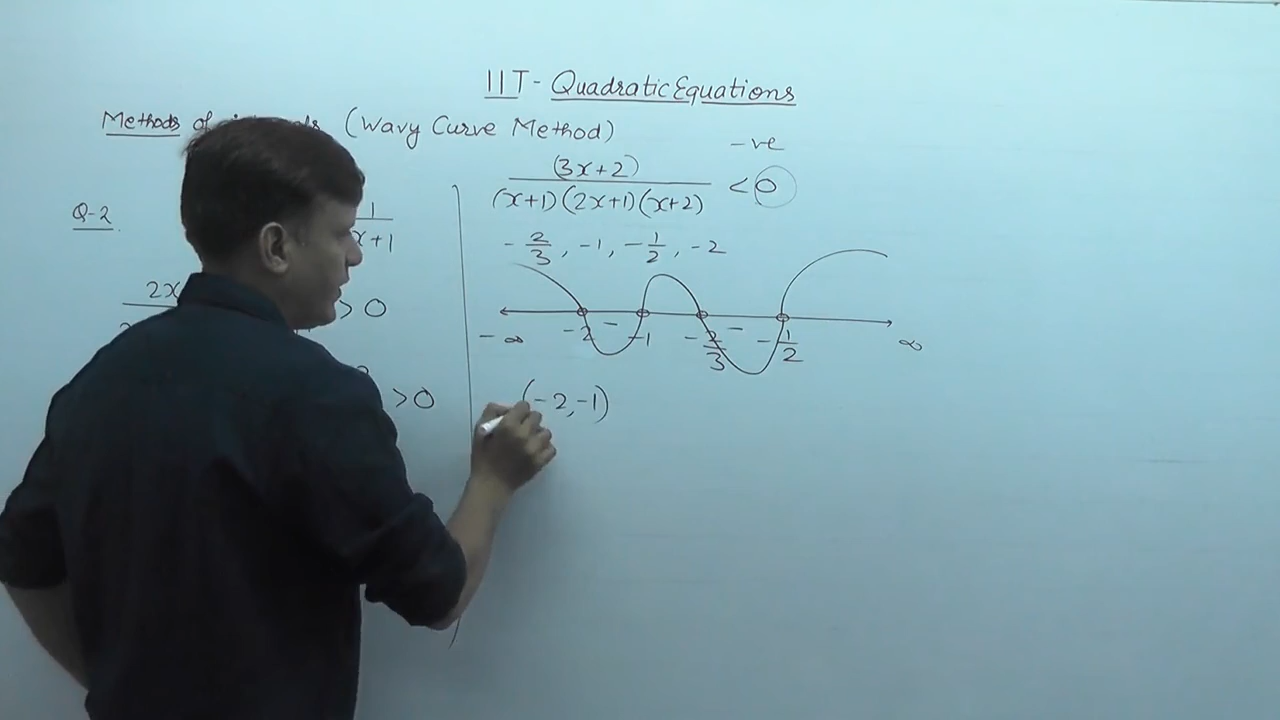 IIT - Quadratic Equations
Methods of (Wavy Curve Method)
Q-2.
1
x+1
2x > 0
>0
(3x+2)
(x+1)(2x+1)(x+2) < 0
-ve
-2/3, -1, -1/2, -2
- -
-∞ -2 -1 -2/3 -1/2 ∞
(-2,-1)